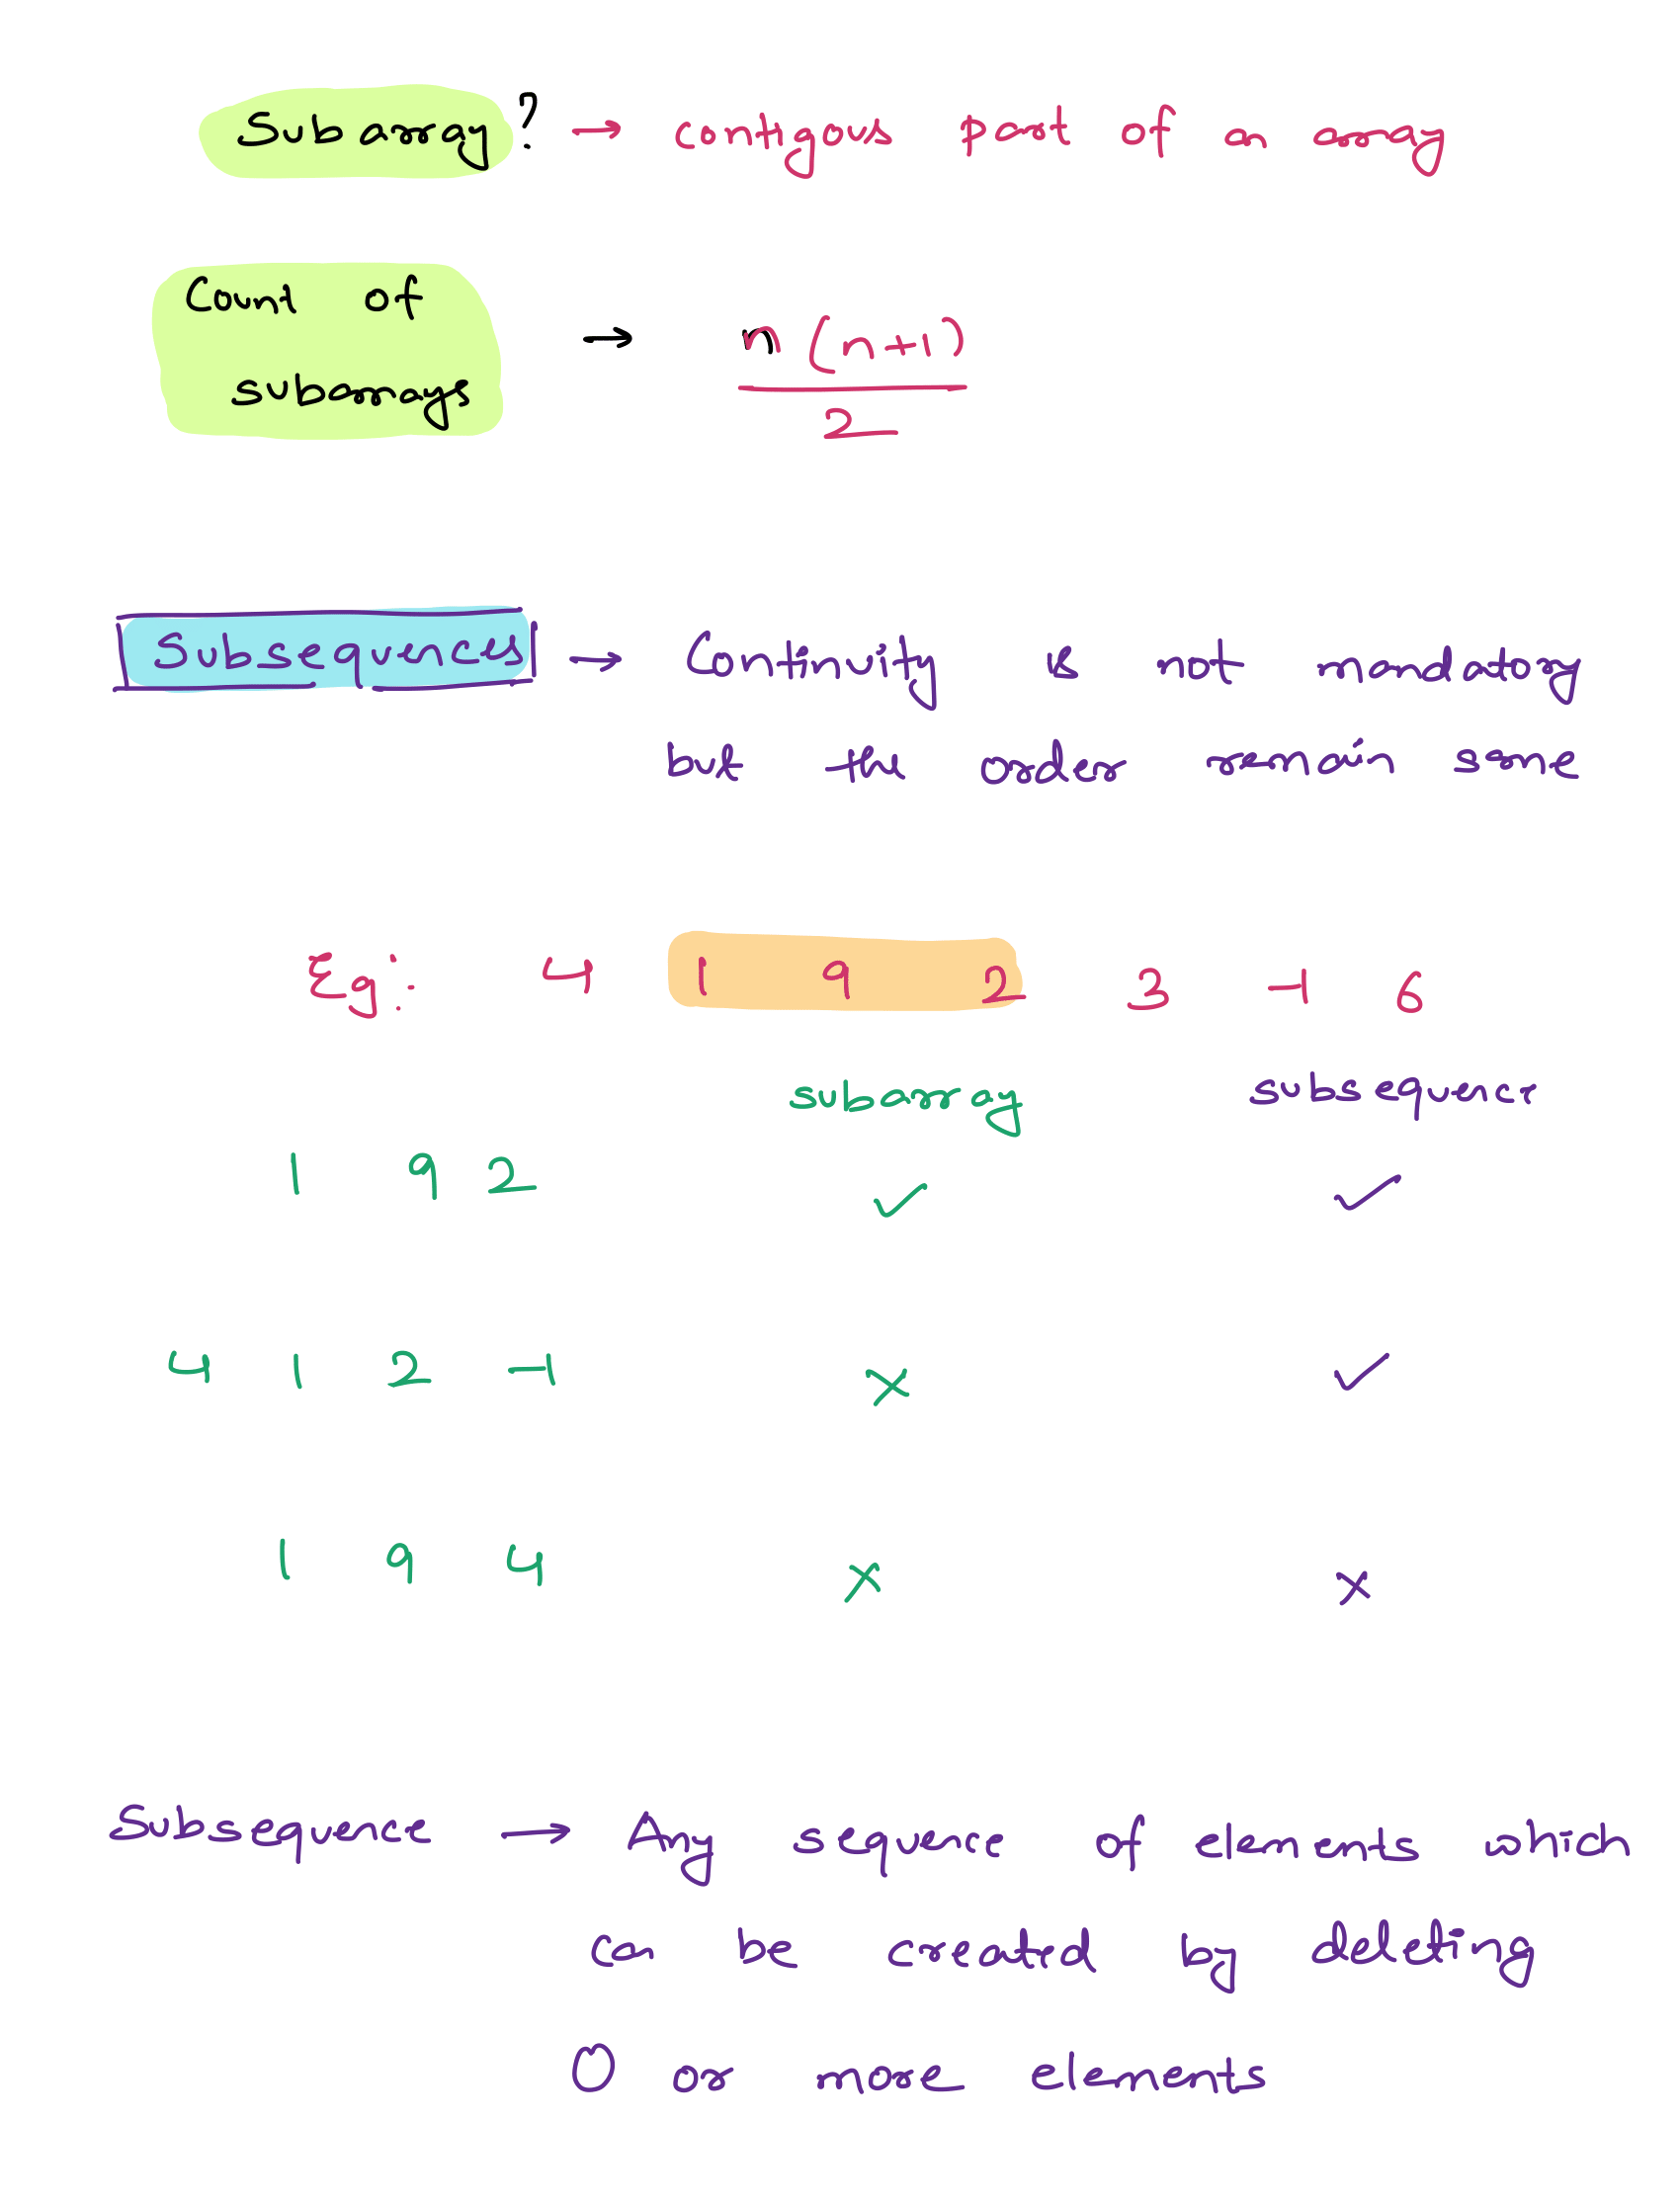 Subarray? → contigous part of an array
Count of
subarrays → n(n+1)
2
Subsequences → Continuity is not mandatory
but the order remain same
Eg:- 4 1 9 2 3 -1 6
subarray subsequence
1 9 2 ✓ ✓
4 1 2 -1 x ✓
1 9 4 x x
Subsequence → Any sequence of elements which
can be created by deleting
0 or more elements